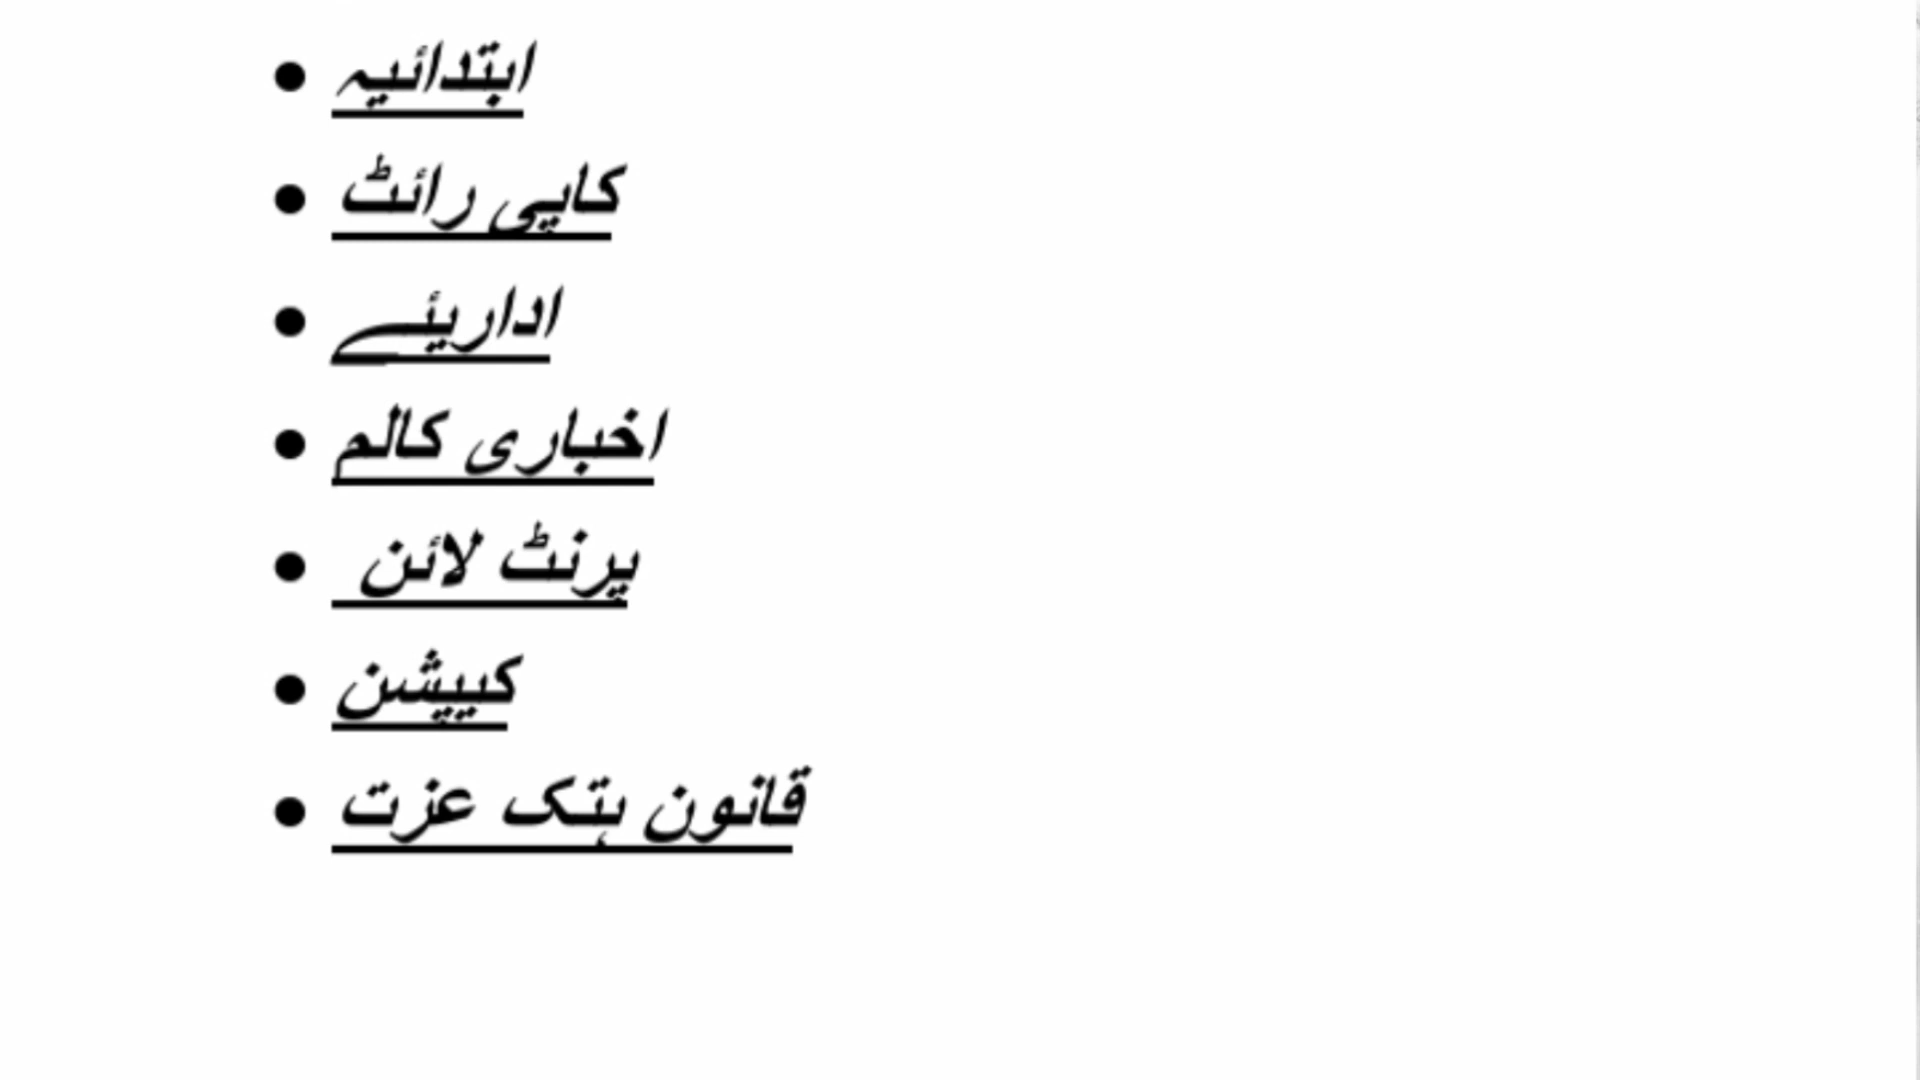 ابتدائیہ
کاپی رائٹ
اداریئے
اخباری کالم
پرنٹ لائن
کیپشن
قانون ہتک عزت